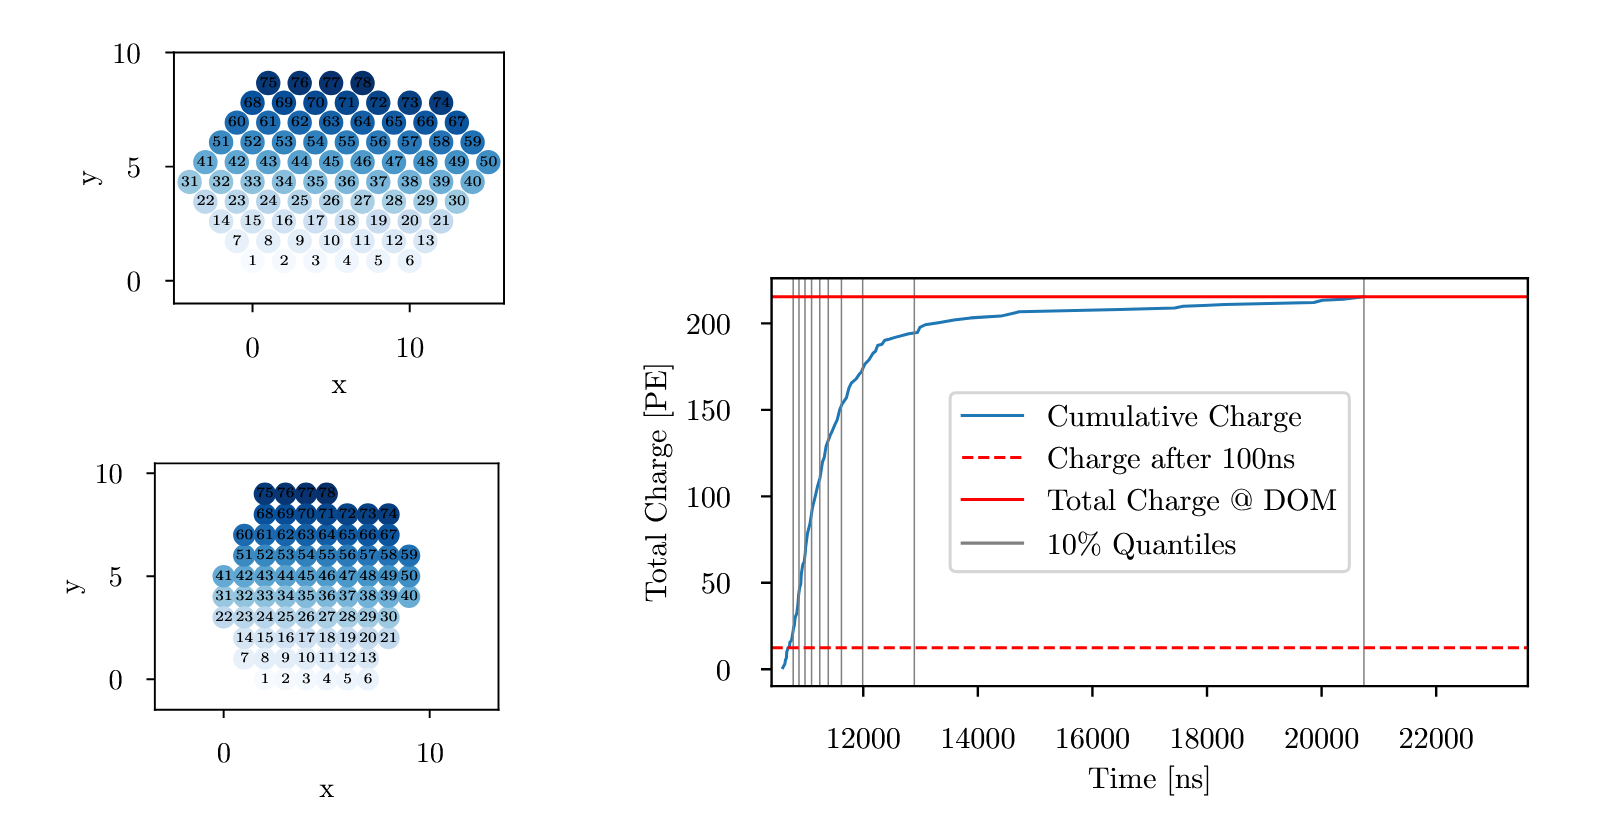 10
5
0
y
75 76 77 78
68 69 70 71 72 73 74
60 61 62 63 64 65 66 67
51 52 53 54 55 56 57 58 59
41 42 43 44 45 46 47 48 49 50
31 32 33 34 35 36 37 38 39 40
22 23 24 25 26 27 28 29 30
14 15 16 17 18 19 20 21
7 8 9 10 11 12 13
1 2 3 4 5 6
0 10
x
10
5
0
y
75 76 77 78
68 69 70 71 72 73 74
60 61 62 63 64 65 66 67
51 52 53 54 55 56 57 58 59
41 42 43 44 45 46 47 48 49 50
31 32 33 34 35 36 37 38 39 40
22 23 24 25 26 27 28 29 30
14 15 16 17 18 19 20 21
7 8 9 10 11 12 13
1 2 3 4 5 6
0 10
x
Total Charge [PE]
200
150
100
50
0
Cumulative Charge
Charge after 100ns
Total Charge @ DOM
10% Quantiles
12000 14000 16000 18000 20000 22000
Time [ns]